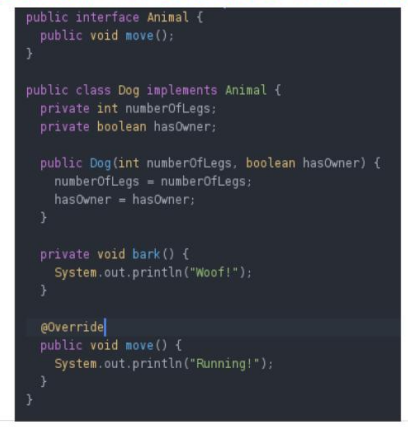 public interface Animal {
  public void move();
}

public class Dog implements Animal {
  private int numberOfLegs;
  private boolean hasOwner;

  public Dog(int numberOfLegs, boolean hasOwner) {
    numberOfLegs = numberOfLegs;
    hasOwner = hasOwner;
  }

  private void bark() {
    System.out.println("Woof!");
  }

  @Override
  public void move() {
    System.out.println("Running!");
  }
}